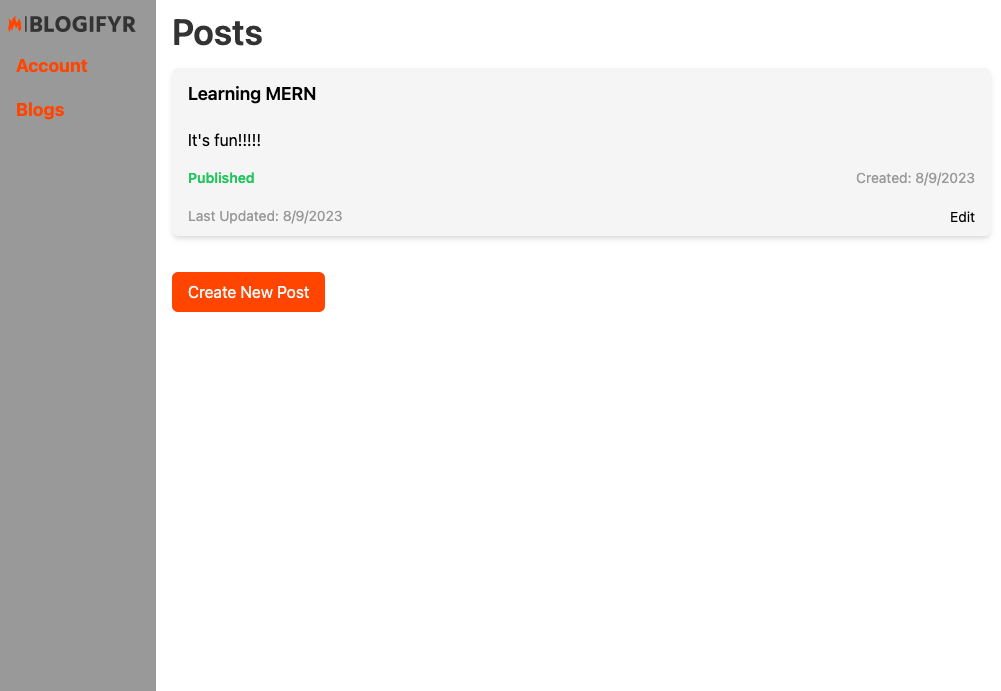 BLOGIFYR
Account
Blogs
Posts
Learning MERN
It's fun!!!!!
Published
Created: 8/9/2023
Last Updated: 8/9/2023
Edit
Create New Post